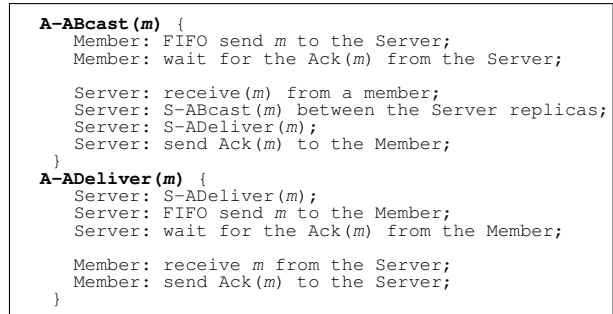 A-ABcast(m) {
Member: FIFO send m to the Server;
Member: wait for the Ack(m) from the Server;
Server: receive(m) from a member;
Server: S-ABcast(m) between the Server replicas;
Server: S-ADeliver(m);
Server: send Ack(m) to the Member;
}
A-ADeliver(m) {
Server: S-ADeliver(m);
Server: FIFO send m to the Member;
Server: wait for the Ack(m) from the Member;
Member: receive m from the Server;
Member: send Ack(m) to the Server;
}